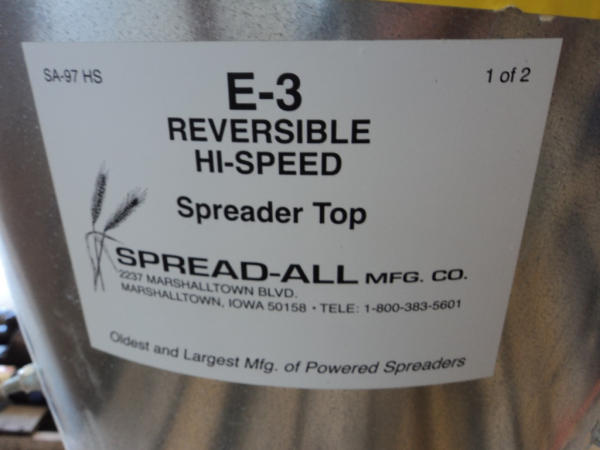 SA-97 HS
1 of 2
E-3
REVERSIBLE
HI-SPEED
Spreader Top
SPREAD-ALL MFG. CO.
2237 MARSHALLTOWN BLVD.
MARSHALLTOWN, IOWA 50158 • TELE: 1-800-383-5601
Oldest and Largest Mfg. of Powered Spreaders